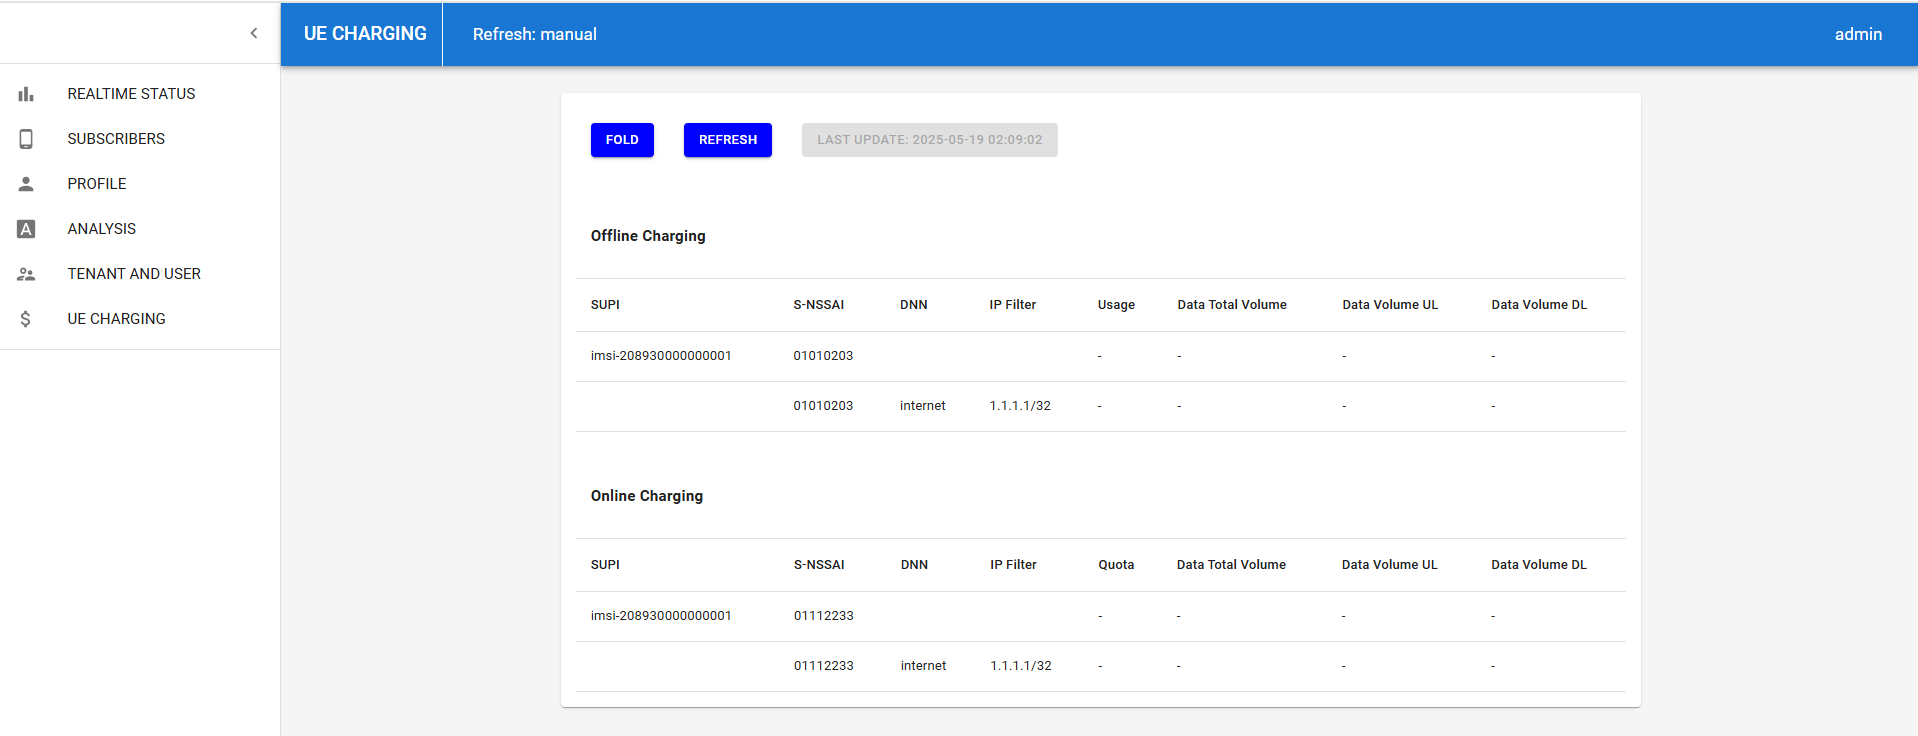 UE CHARGING Refresh: manual admin
REALTIME STATUS
SUBSCRIBERS
PROFILE
ANALYSIS
TENANT AND USER
UE CHARGING
FOLD REFRESH LAST UPDATE: 2025-05-19 02:09:02
Offline Charging
SUPI S-NSSAI DNN IP Filter Usage Data Total Volume Data Volume UL Data Volume DL
imsi-208930000000001 01010203 - - - -
01010203 internet 1.1.1.1/32 - - - -
Online Charging
SUPI S-NSSAI DNN IP Filter Quota Data Total Volume Data Volume UL Data Volume DL
imsi-208930000000001 01112233 - - - -
01112233 internet 1.1.1.1/32 - - - -